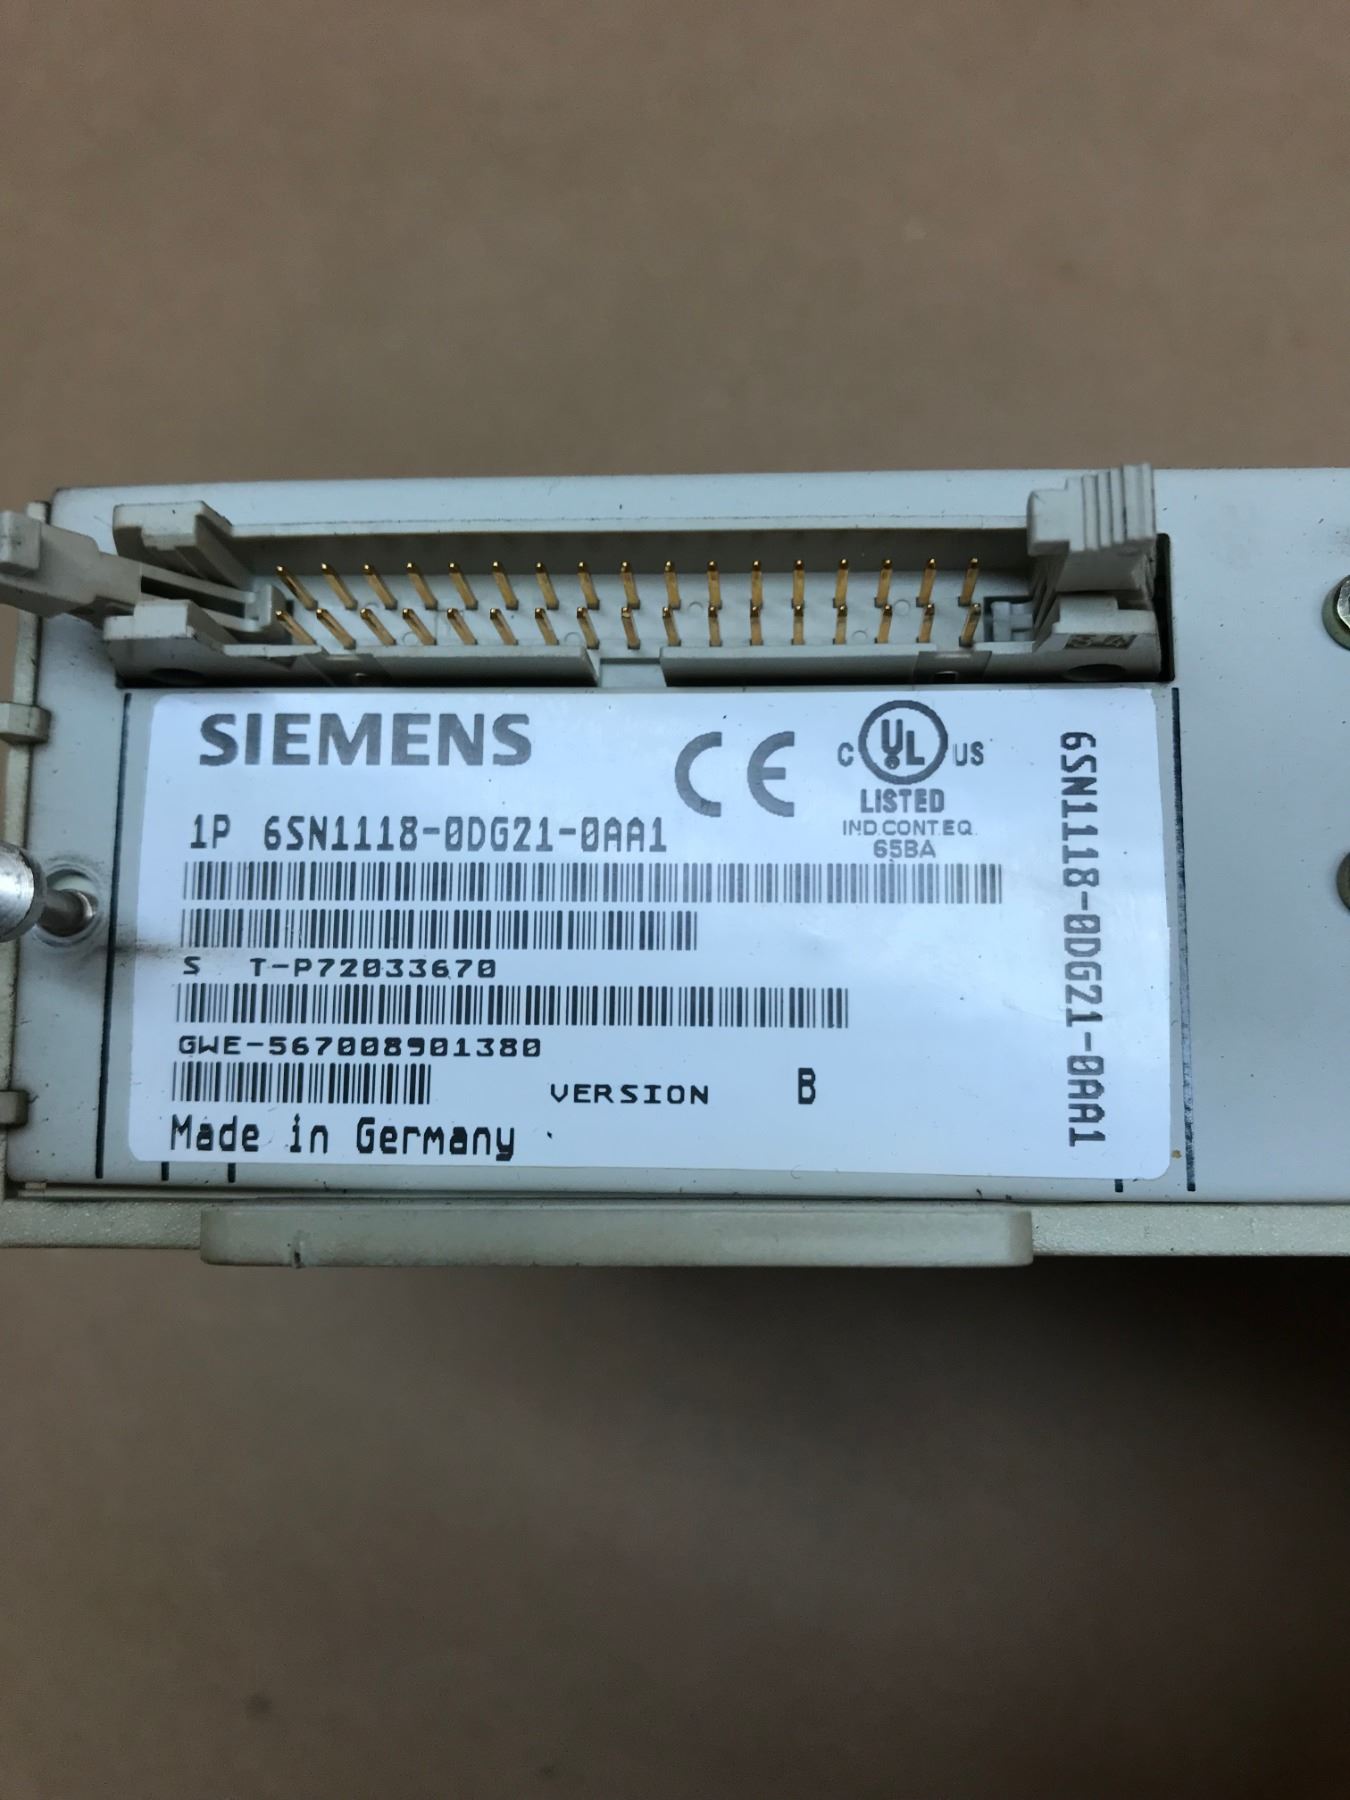 SIEMENS
CE
C UL US
LISTED
IND.CONT.EQ.
65BA
1P 6SN1118-0DG21-0AA1
S T-P72033670
GWE-567008901380
VERSION B
Made in Germany
6SN1118-0DG21-0AA1